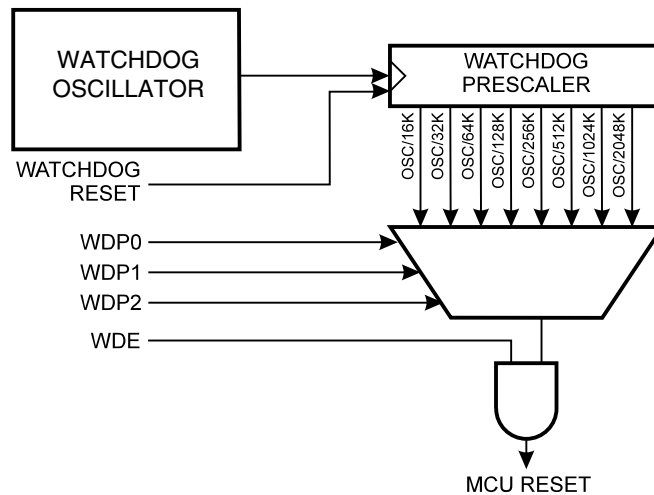 WATCHDOG
OSCILLATOR
WATCHDOG
PRESCALER
OSC/16K
OSC/32K
OSC/64K
OSC/128K
OSC/256K
OSC/512K
OSC/1024K
OSC/2048K
WATCHDOG
RESET
WDP0
WDP1
WDP2
WDE
MCU RESET